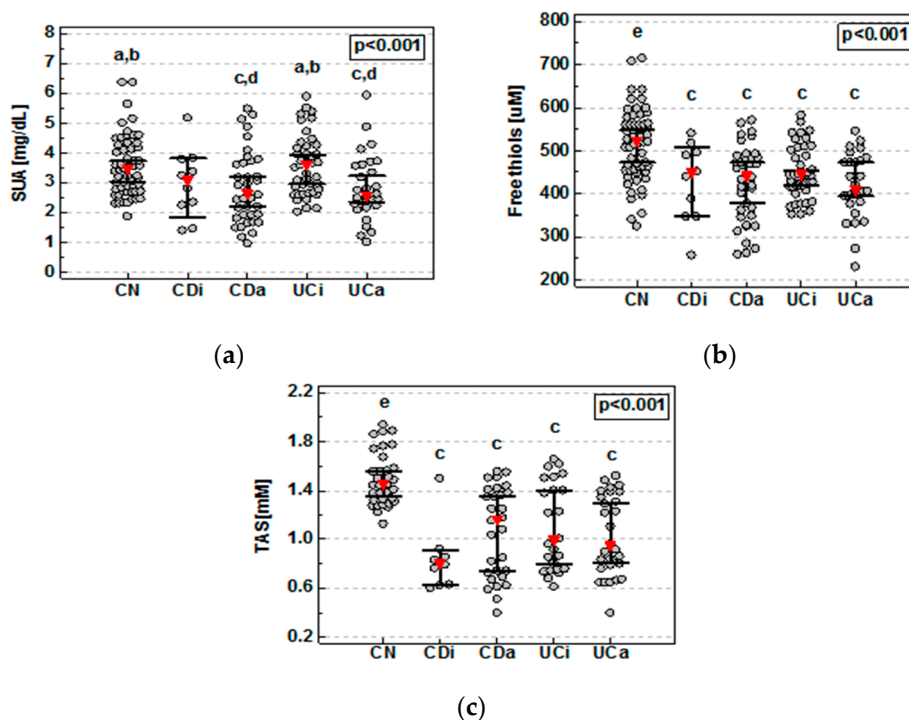 p<0.001
a,b
c,d
a,b
c,d
SUA [mg/dL]
8
7
6
5
4
3
2
1
0
CN
CDi
CDa
UCi
UCa
(a)
p<0.001
e
c
c
c
c
Free thiols [uM]
800
700
600
500
400
300
200
CN
CDi
CDa
UCi
UCa
(b)
p<0.001
e
c
c
c
c
TAS[mM]
2.2
1.8
1.4
1.0
0.6
0.2
CN
CDi
CDa
UCi
UCa
(c)